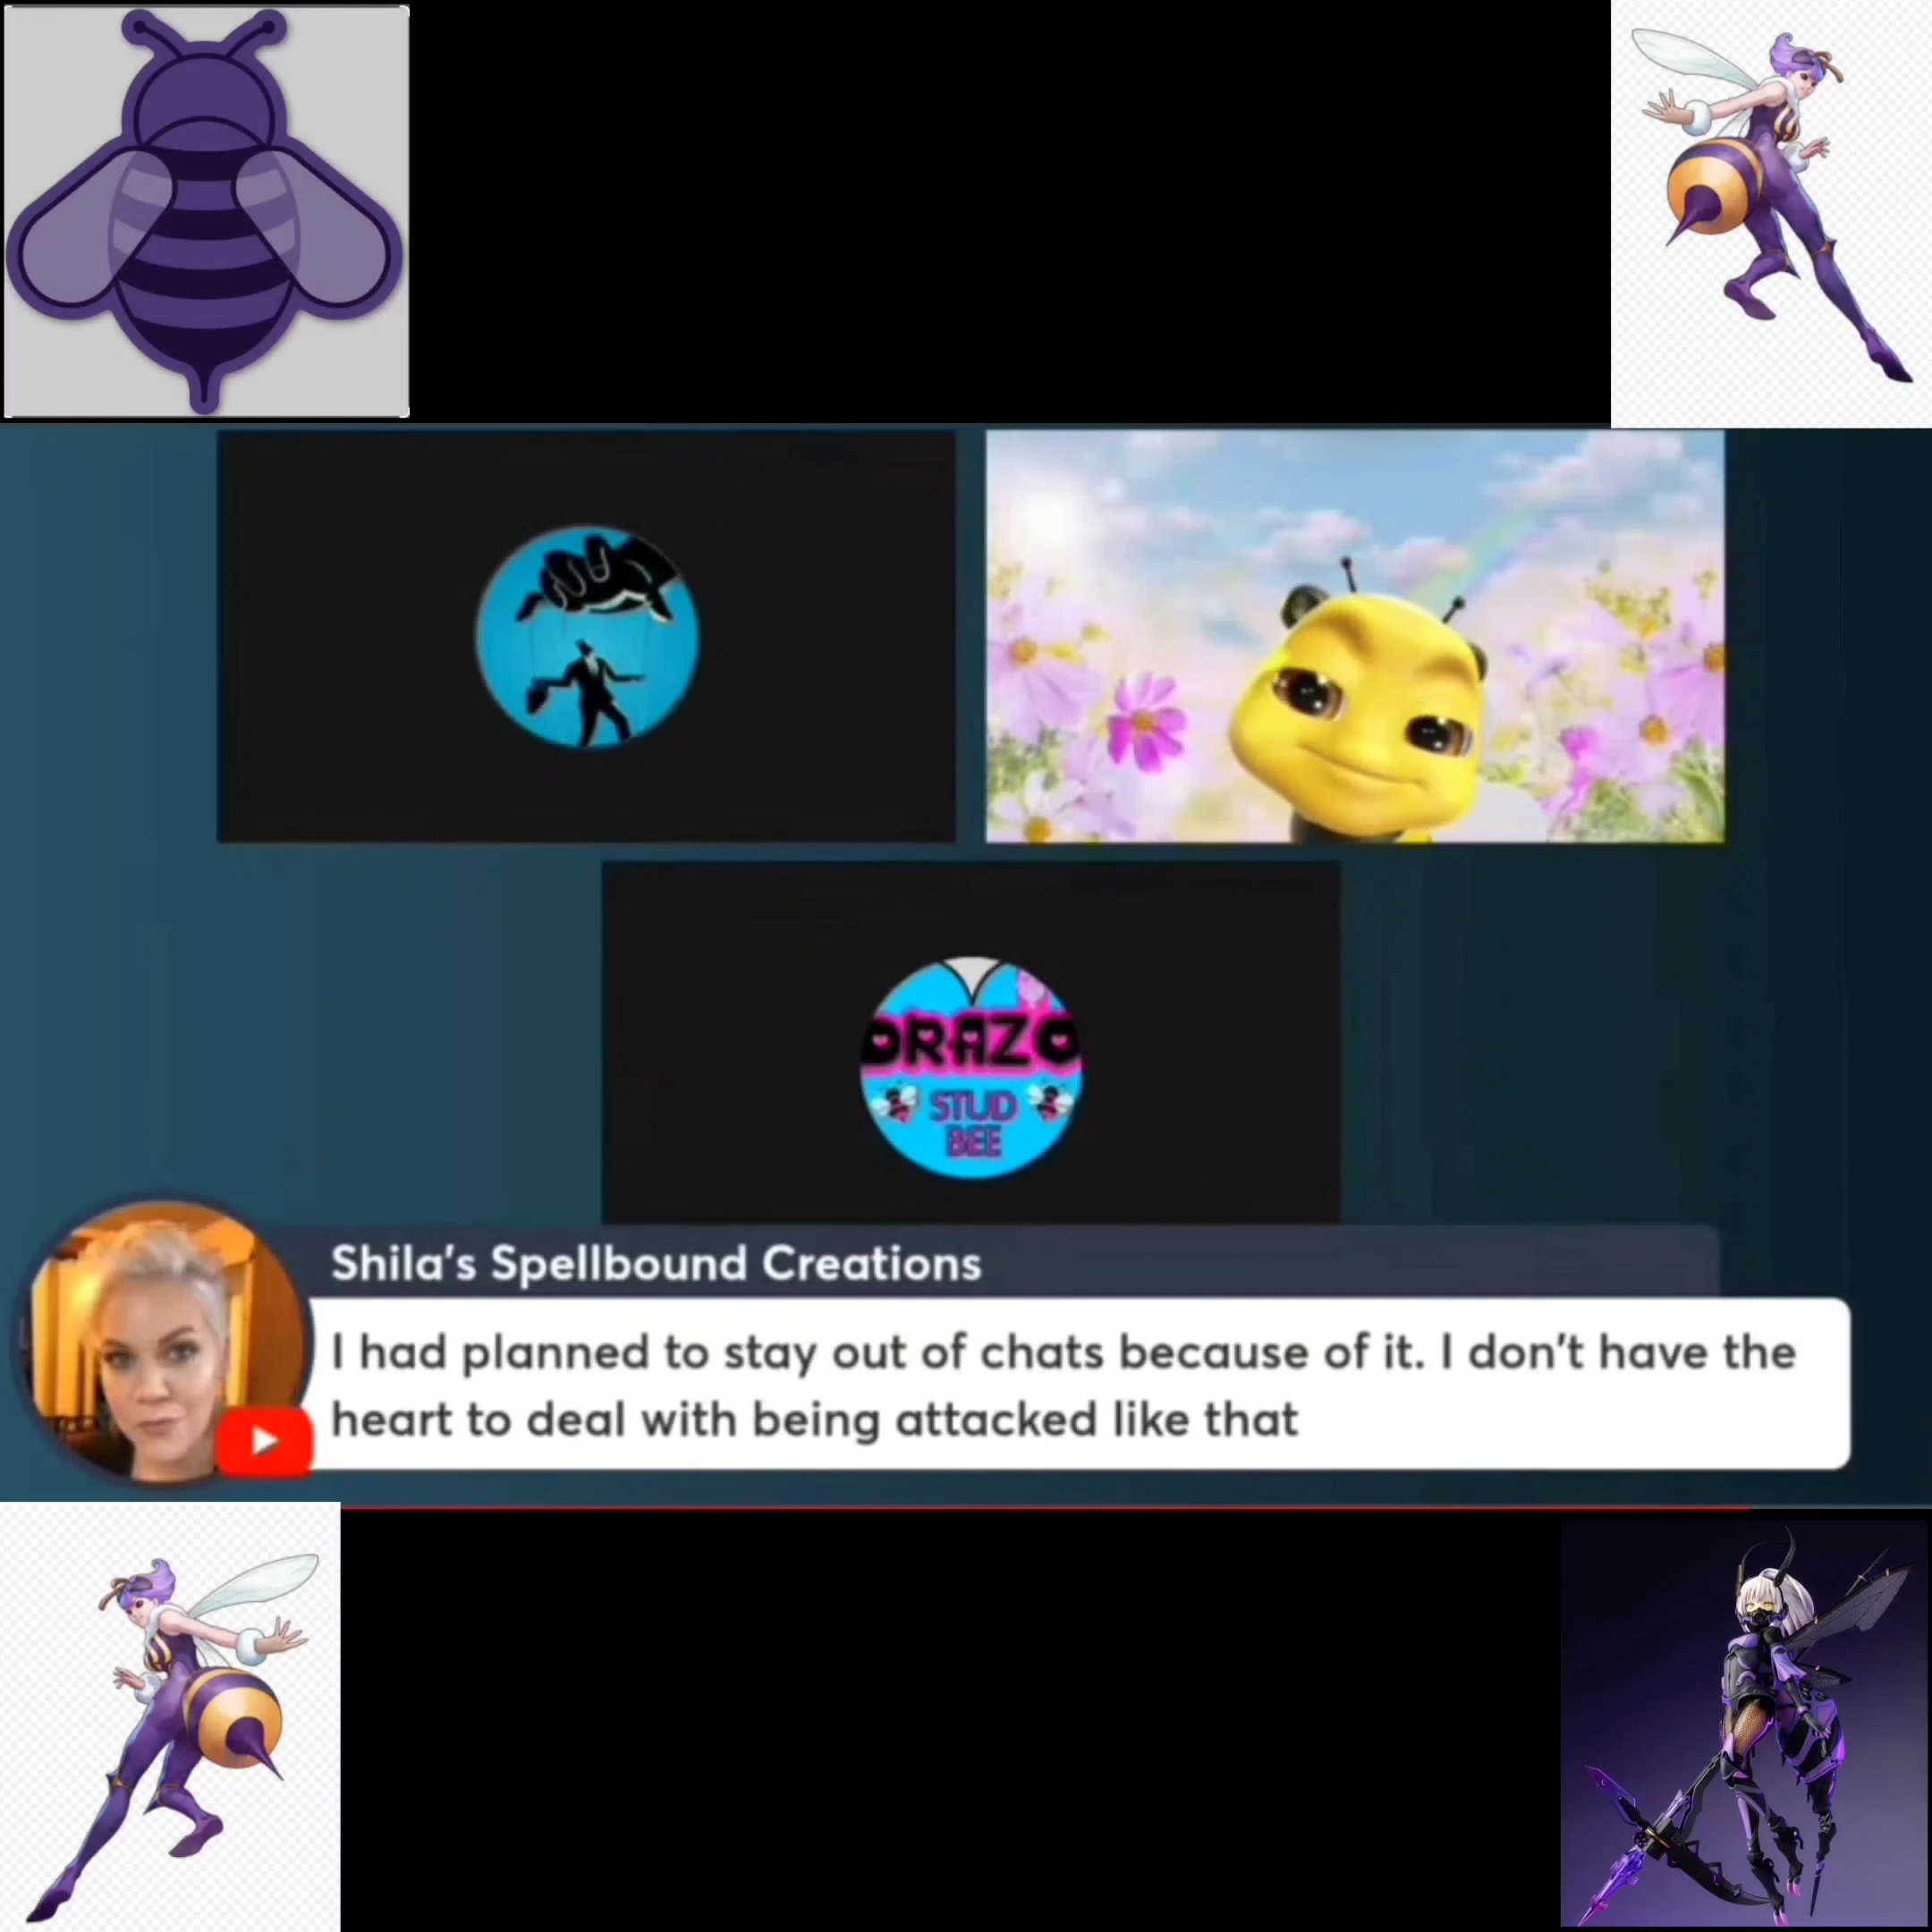 DRAZO
STUD
BEE
Shila's Spellbound Creations
I had planned to stay out of chats because of it. I don't have the
heart to deal with being attacked like that